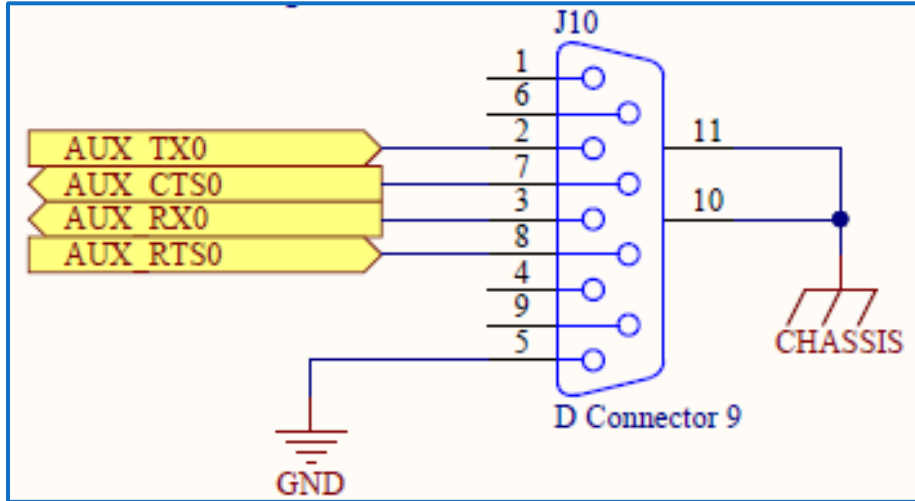 J10
1
6
2
7
3
8
4
9
5
11
10
AUX_TX0
AUX_CTS0
AUX_RX0
AUX_RTS0
CHASSIS
D Connector 9
GND